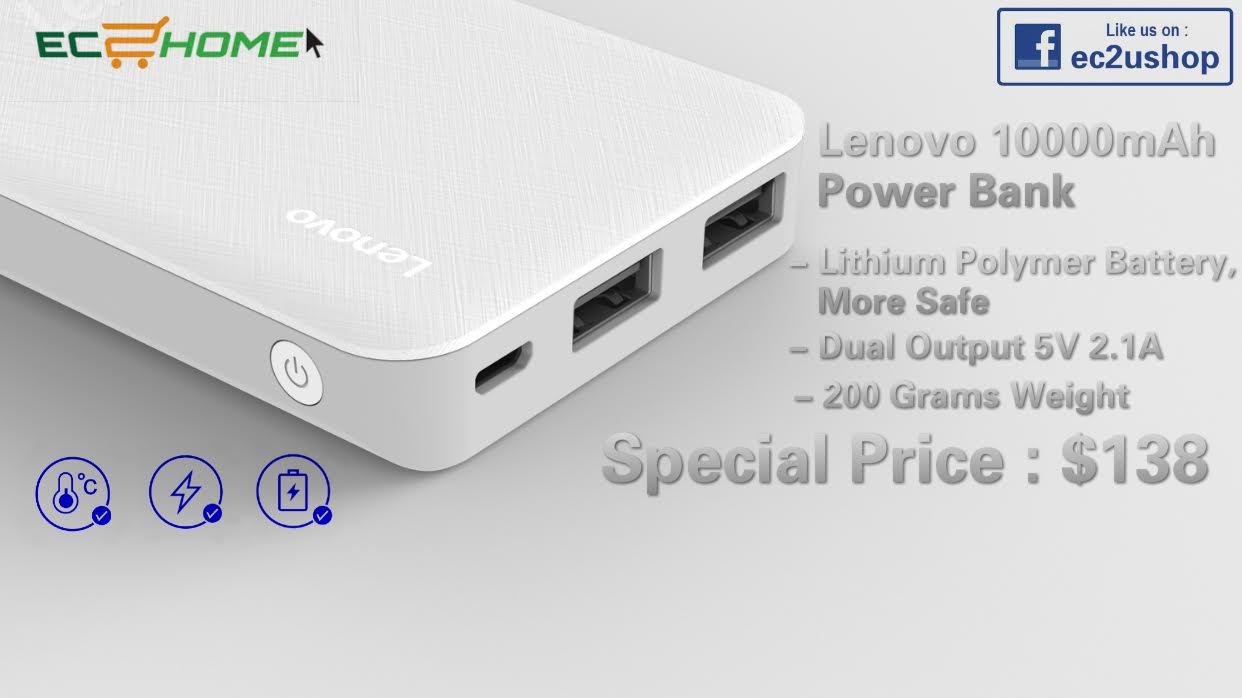 EC2HOME
Like us on :
ec2ushop
Lenovo 10000mAh
Power Bank
Lenovo
– Lithium Polymer Battery,
More Safe
– Dual Output 5V 2.1A
– 200 Grams Weight
Special Price : $138
°C